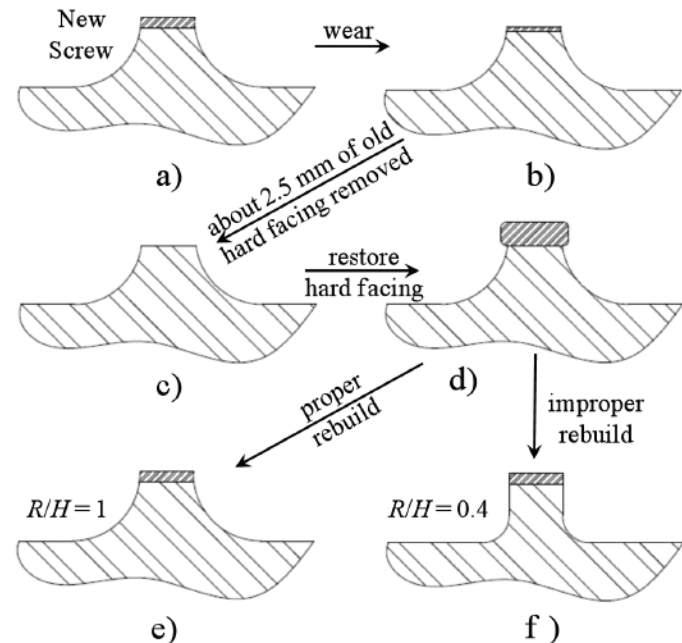 New
Screw
wear
a)
b)
about 2.5 mm of old
hard facing removed
restore
hard facing
c)
d)
proper
rebuild
improper
rebuild
R/H = 1
R/H = 0.4
e)
f)